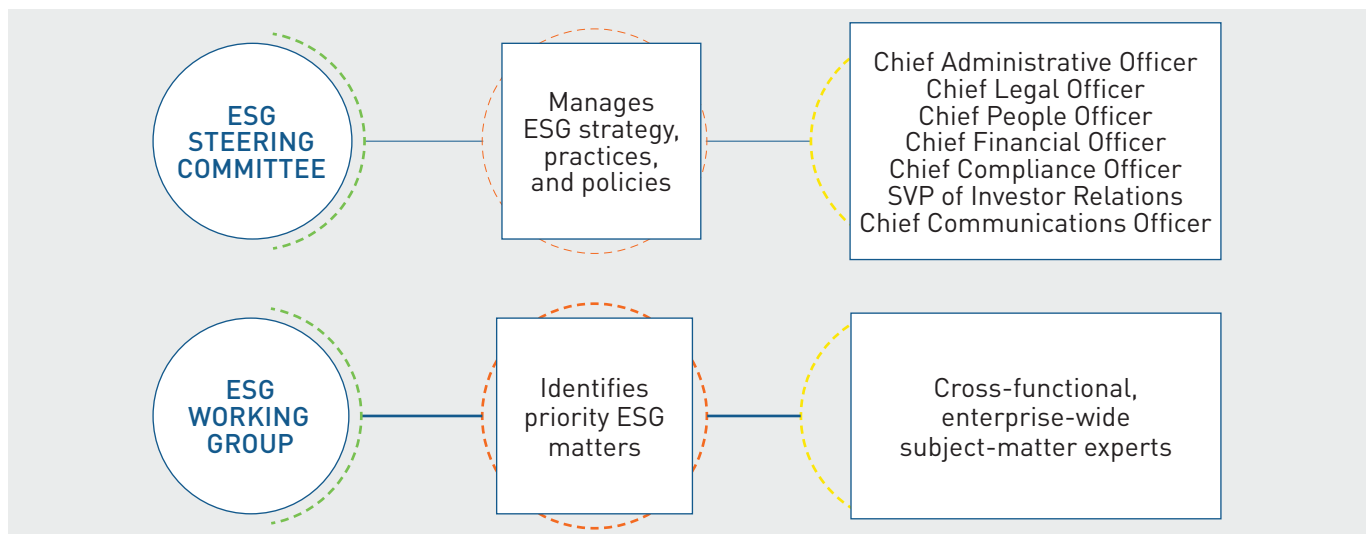 ESG
STEERING
COMMITTEE
Manages
ESG strategy,
practices,
and policies
Chief Administrative Officer
Chief Legal Officer
Chief People Officer
Chief Financial Officer
Chief Compliance Officer
SVP of Investor Relations
Chief Communications Officer
ESG
WORKING
GROUP
Identifies
priority ESG
matters
Cross-functional,
enterprise-wide
subject-matter experts